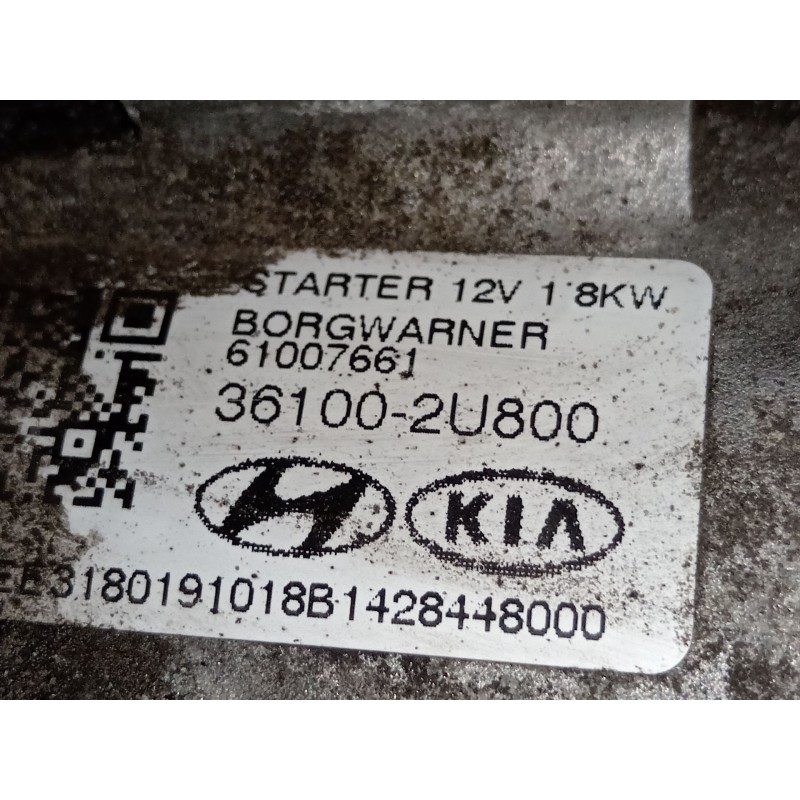 STARTER 12V 1.8KW
BORGWARNER
61007661
36100-2U800
KIA
EE3180191018B1428448000